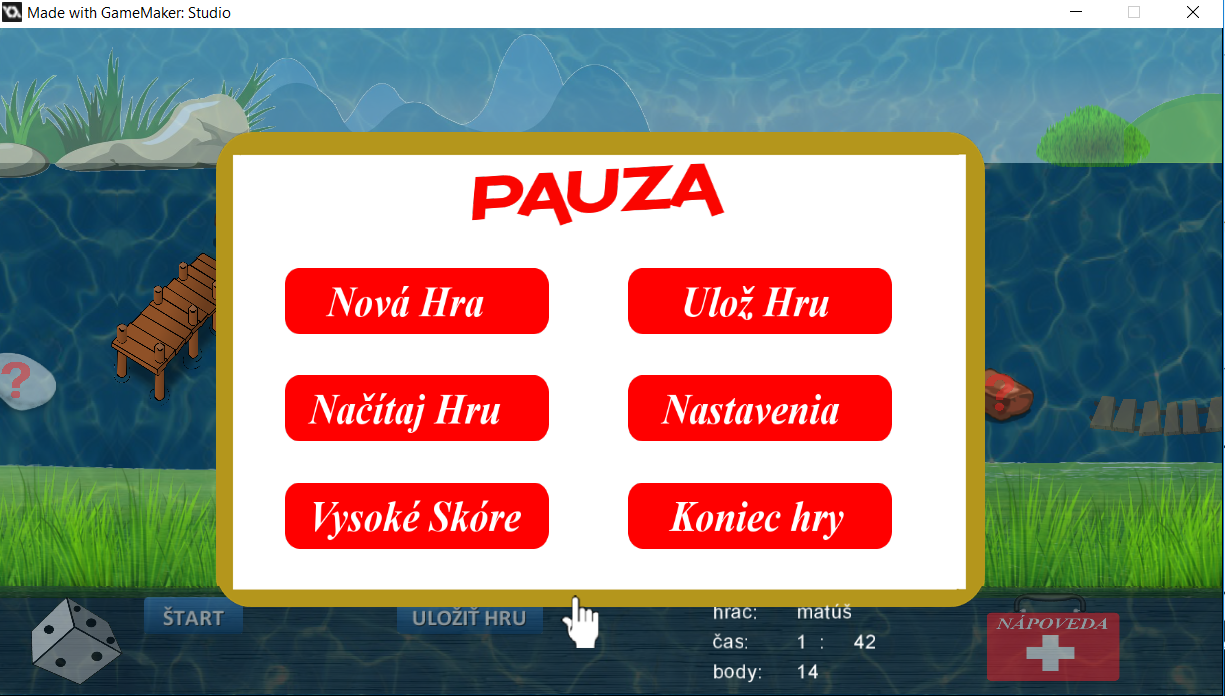 Made with GameMaker: Studio
PAUZA
Nová Hra
Ulož Hru
Načítaj Hru
Nastavenia
Vysoké Skóre
Koniec hry
?
ŠTART
ULOŽIŤ HRU
hráč: matúš
čas: 1 : 42
body: 14
NÁPOVEDA